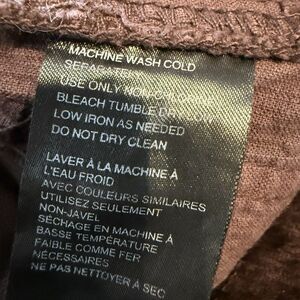 MACHINE WASH COLD
USE ONLY NON-CHLORINE
BLEACH TUMBLE
LOW IRON AS NEEDED
DO NOT DRY CLEAN
LAVER À LA MACHINE À
L'EAU FROID
AVEC COULEURS SIMILAIRES
UTILISEZ SEULEMENT
NON-JAVEL
SÉCHAGE EN MACHINE À
BASSE TEMPÉRATURE
FAIBLE COMME FER
NÉCESSAIRES
NE PAS NETTOYER À SEC